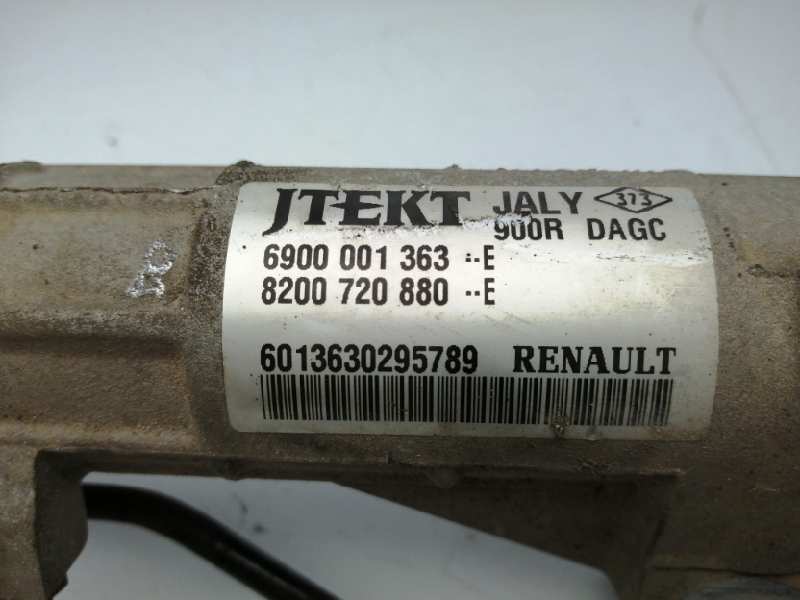 JTEKT JALY 373
900R DAGC
6900 001 363 --E
8200 720 880 --E
6013630295789 RENAULT